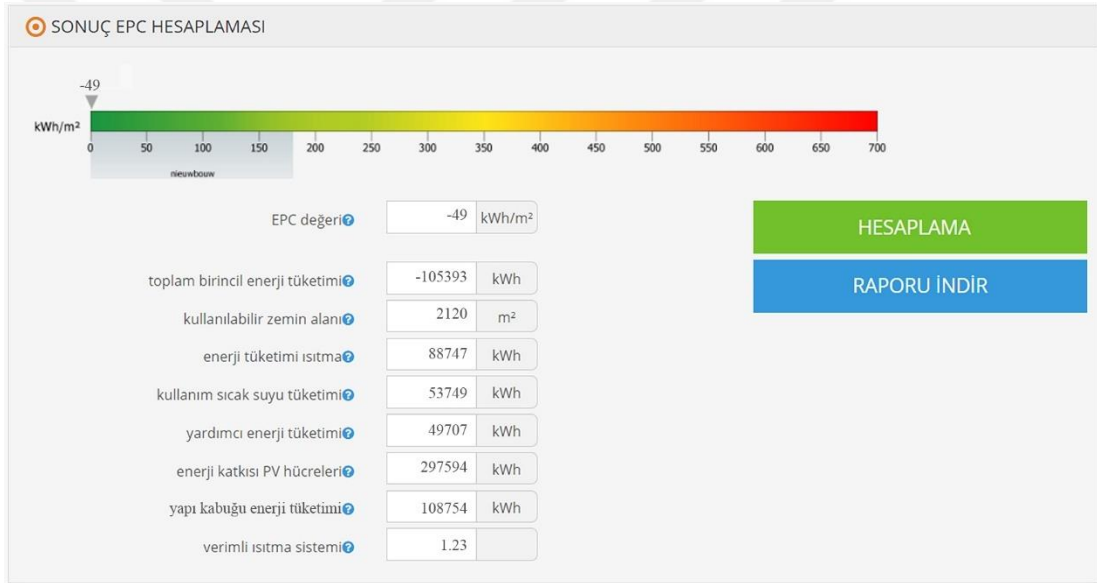 SONUÇ EPC HESAPLAMASI
-49
kWh/m²
0 50 100 150 200 250 300 350 400 450 500 550 600 650 700
nieuwbouw
EPC değeri -49 kWh/m²
HESAPLAMA
toplam birincil enerji tüketimi -105393 kWh
RAPORU İNDİR
kullanılabilir zemin alanı 2120 m²
enerji tüketimi ısıtma 88747 kWh
kullanım sıcak suyu tüketimi 53749 kWh
yardımcı enerji tüketimi 49707 kWh
enerji katkısı PV hücreleri 297594 kWh
yapı kabuğu enerji tüketimi 108754 kWh
verimli ısıtma sistemi 1.23